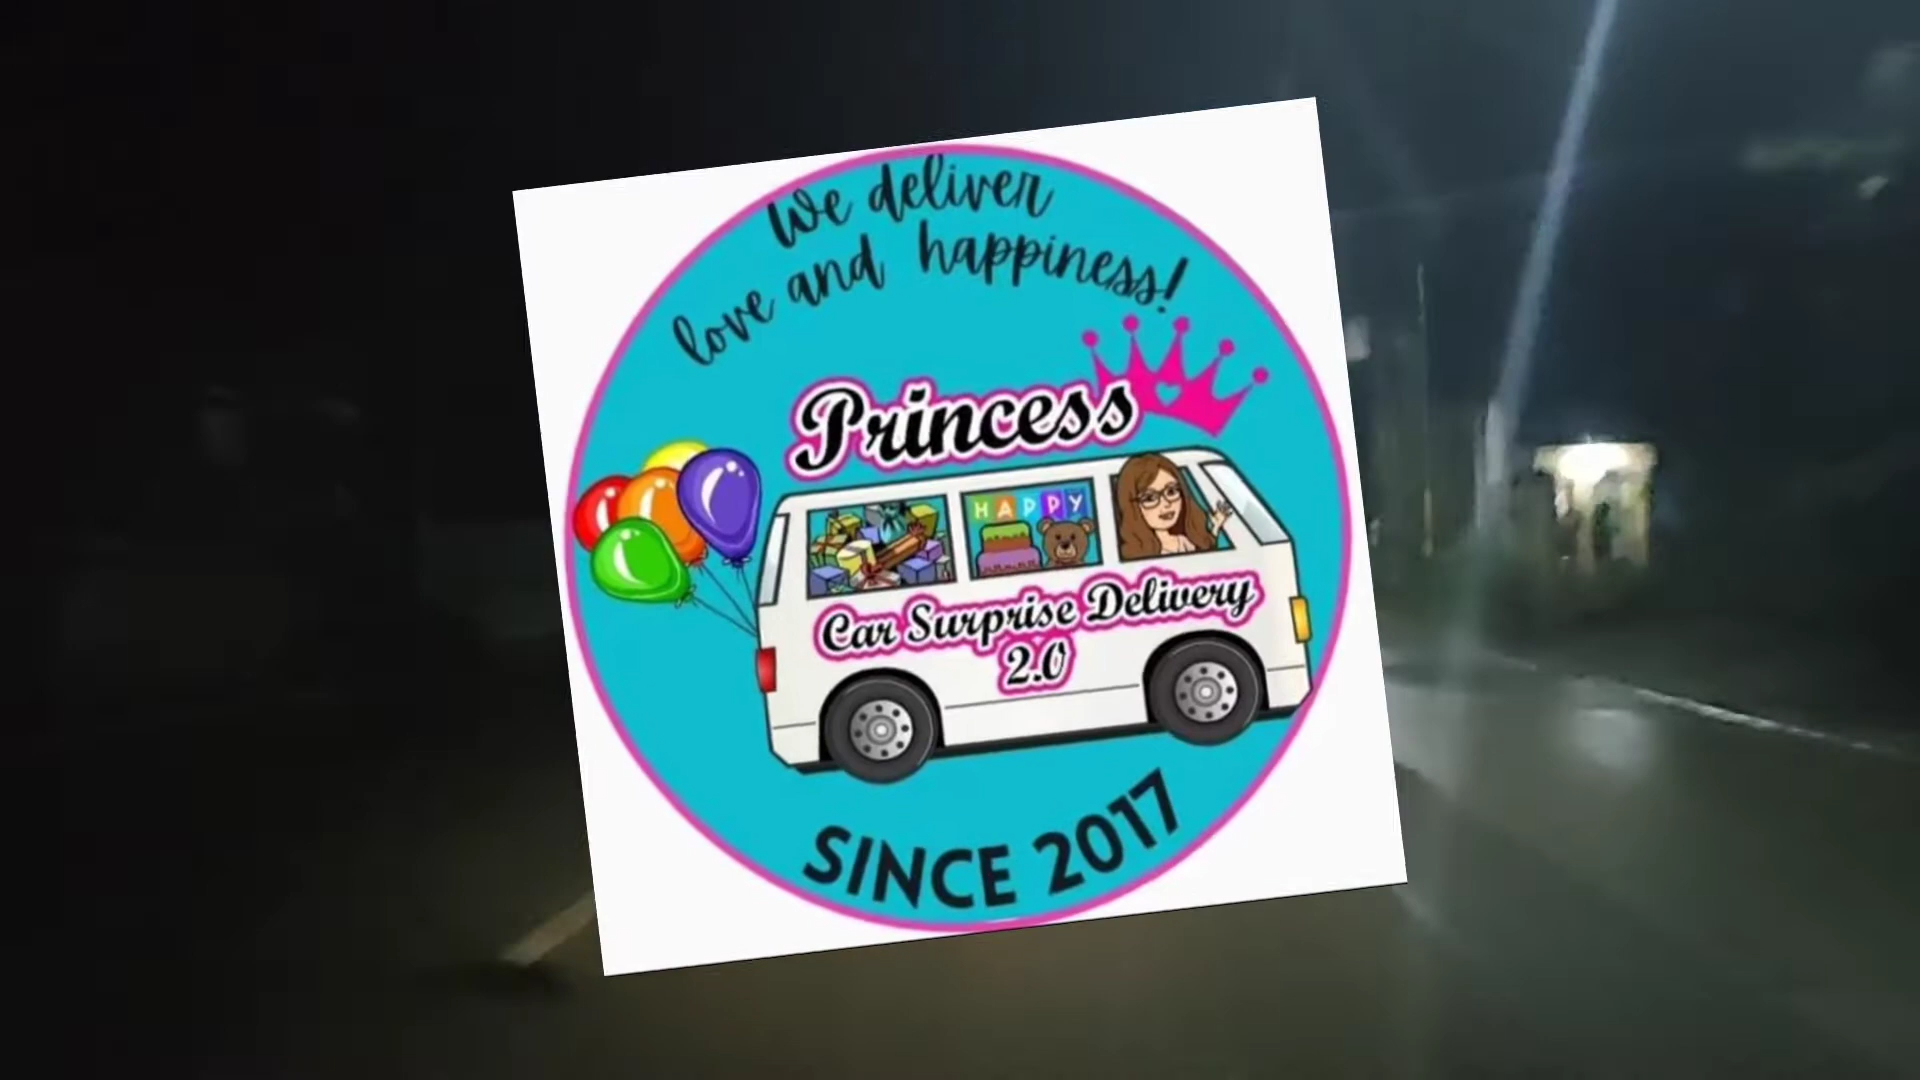 We deliver
love and happiness!
Princess
HAPPY
Car Surprise Delivery
2.0
SINCE 2017